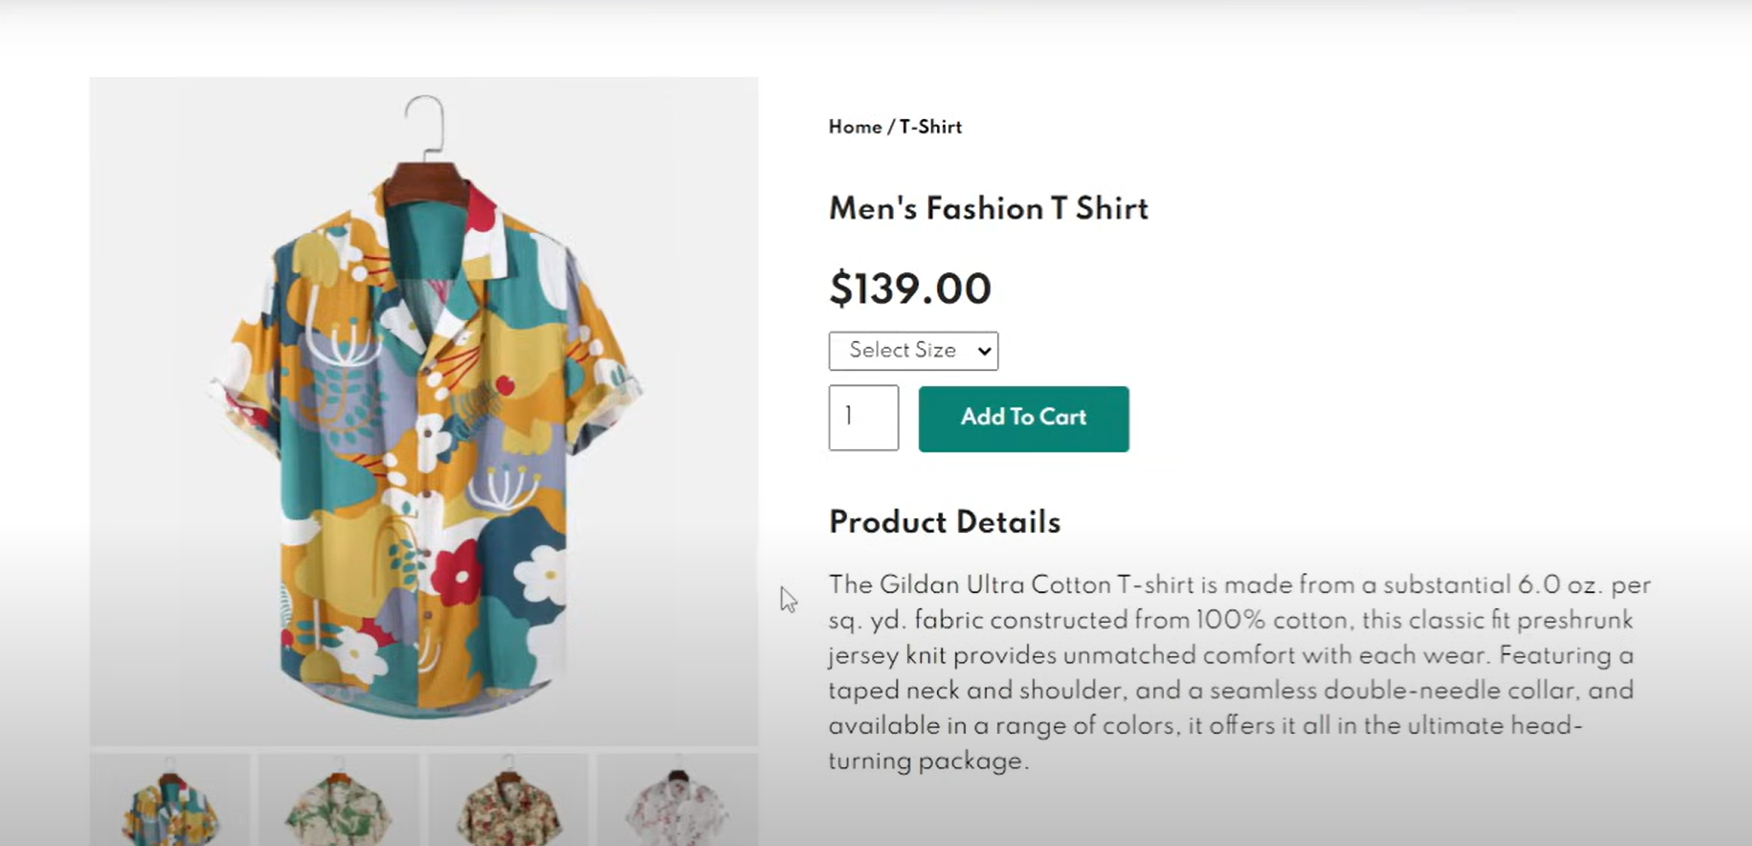 Home / T-Shirt
Men's Fashion T Shirt
$139.00
Select Size
1
Add To Cart
Product Details
The Gildan Ultra Cotton T-shirt is made from a substantial 6.0 oz. per
sq. yd. fabric constructed from 100% cotton, this classic fit preshrunk
jersey knit provides unmatched comfort with each wear. Featuring a
taped neck and shoulder, and a seamless double-needle collar, and
available in a range of colors, it offers it all in the ultimate head-
turning package.